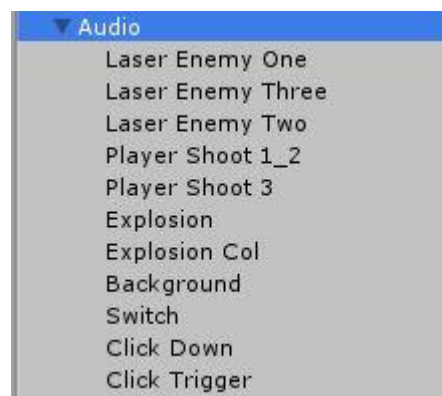 Audio
Laser Enemy One
Laser Enemy Three
Laser Enemy Two
Player Shoot 1_2
Player Shoot 3
Explosion
Explosion Col
Background
Switch
Click Down
Click Trigger